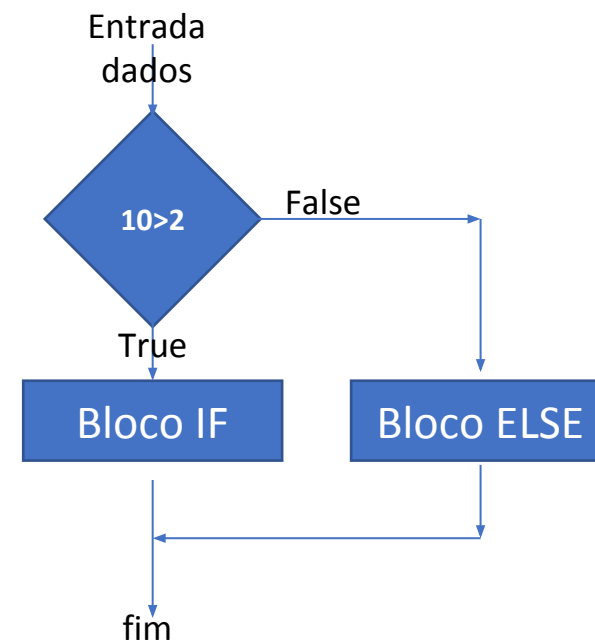 Entrada
dados
10>2
False
True
Bloco IF
Bloco ELSE
fim